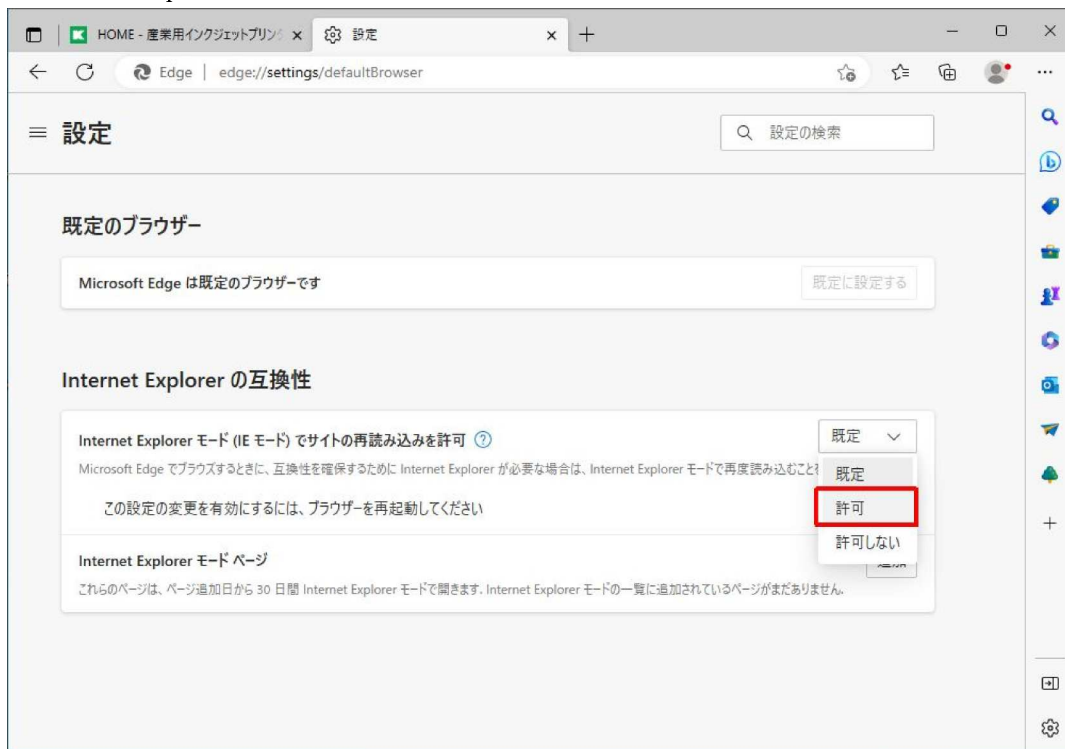 HOME - 産業用インクジェットプリン
設定
Edge | edge://settings/defaultBrowser
設定
設定の検索
既定のブラウザー
Microsoft Edge は既定のブラウザーです
既定に設定する
Internet Explorer の互換性
Internet Explorer モード (IE モード) でサイトの再読み込みを許可
既定
Microsoft Edge でブラウズするときに、互換性を確保するために Internet Explorer が必要な場合は、Internet Explorer モードで再度読み込むこと
既定
この設定の変更を有効にするには、ブラウザーを再起動してください
許可
許可しない
Internet Explorer モード ページ
これらのページは、ページ追加日から 30 日間 Internet Explorer モードで開きます. Internet Explorer モードの一覧に追加されているページがまだありません.